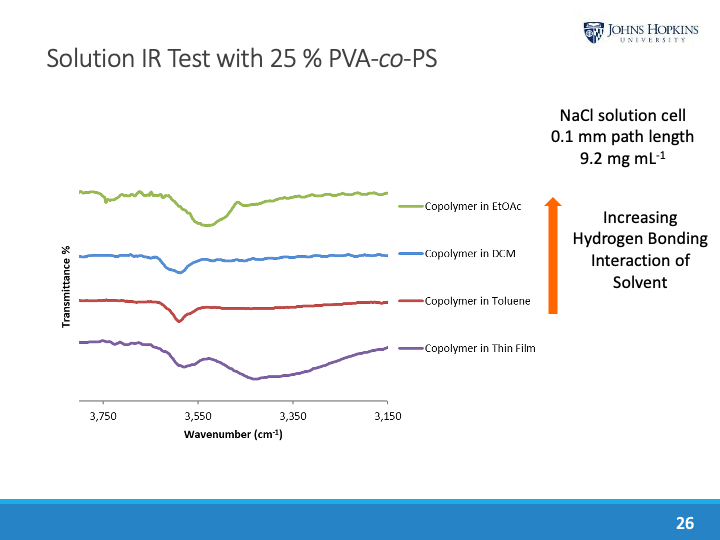 JOHNS HOPKINS
UNIVERSITY
Solution IR Test with 25 % PVA-co-PS
NaCl solution cell
0.1 mm path length
9.2 mg mL-1
Increasing
Hydrogen Bonding
Interaction of
Solvent
Copolymer in EtOAc
Copolymer in DCM
Copolymer in Toluene
Copolymer in Thin Film
Transmittance %
3,750 3,550 3,350 3,150
Wavenumber (cm-1)
26